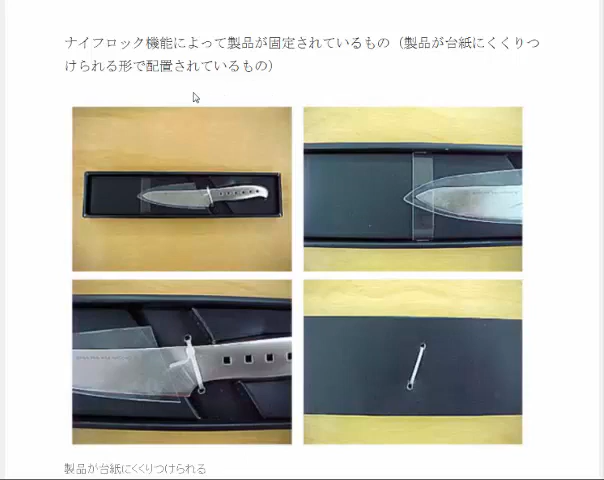 ナイフロック機能によって製品が固定されているもの（製品が台紙にくくりつ
けられる形で配置されているもの）
製品が台紙にくくりつけられる